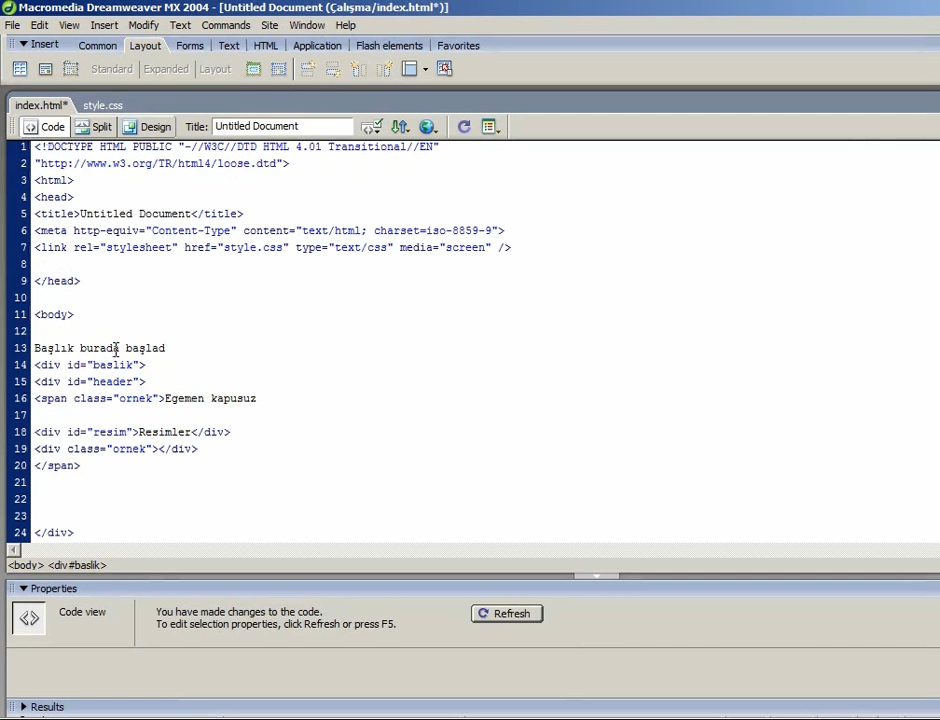 Macromedia Dreamweaver MX 2004 - [Untitled Document (Çalışma/index.html*)]
File Edit View Insert Modify Text Commands Site Window Help
Insert Common Layout Forms Text HTML Application Flash elements Favorites
Standard Expanded Layout
index.html* style.css
Code Split Design Title: Untitled Document
1 <!DOCTYPE HTML PUBLIC "-//W3C//DTD HTML 4.01 Transitional//EN"
2 "http://www.w3.org/TR/html4/loose.dtd">
3 <html>
4 <head>
5 <title>Untitled Document</title>
6 <meta http-equiv="Content-Type" content="text/html; charset=iso-8859-9">
7 <link rel="stylesheet" href="style.css" type="text/css" media="screen" />
8
9 </head>
10
11 <body>
12
13 Başlık burada başlad
14 <div id="baslik">
15 <div id="header">
16 <span class="ornek">Egemen kapusuz
17
18 <div id="resim">Resimler</div>
19 <div class="ornek"></div>
20 </span>
21
22
23
24 </div>
<body> <div#baslik>
Properties
Code view You have made changes to the code. Refresh
To edit selection properties, click Refresh or press F5.
Results